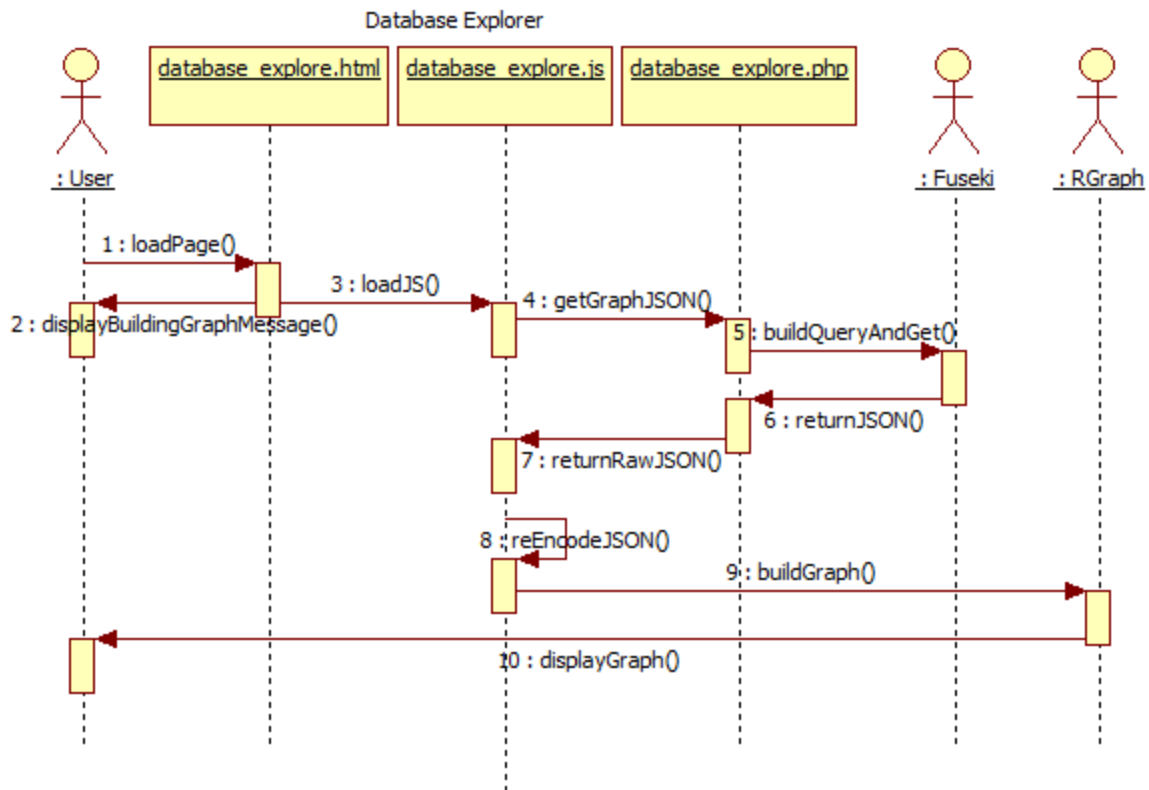 Database Explorer
database_explore.html
database_explore.js
database_explore.php
: User
: Fuseki
: RGraph
1 : loadPage()
3 : loadJS()
4 : getGraphJSON()
2 : displayBuildingGraphMessage()
5 : buildQueryAndGet()
6 : returnJSON()
7 : returnRawJSON()
8 : reEncodeJSON()
9 : buildGraph()
10 : displayGraph()